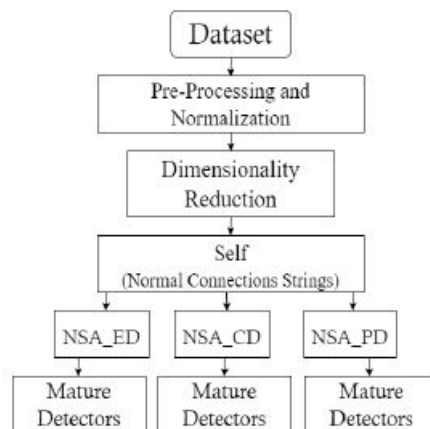 Dataset
Pre-Processing and
Normalization
Dimensionality
Reduction
Self
(Normal Connections Strings)
NSA_ED
NSA_CD
NSA_PD
Mature
Detectors
Mature
Detectors
Mature
Detectors